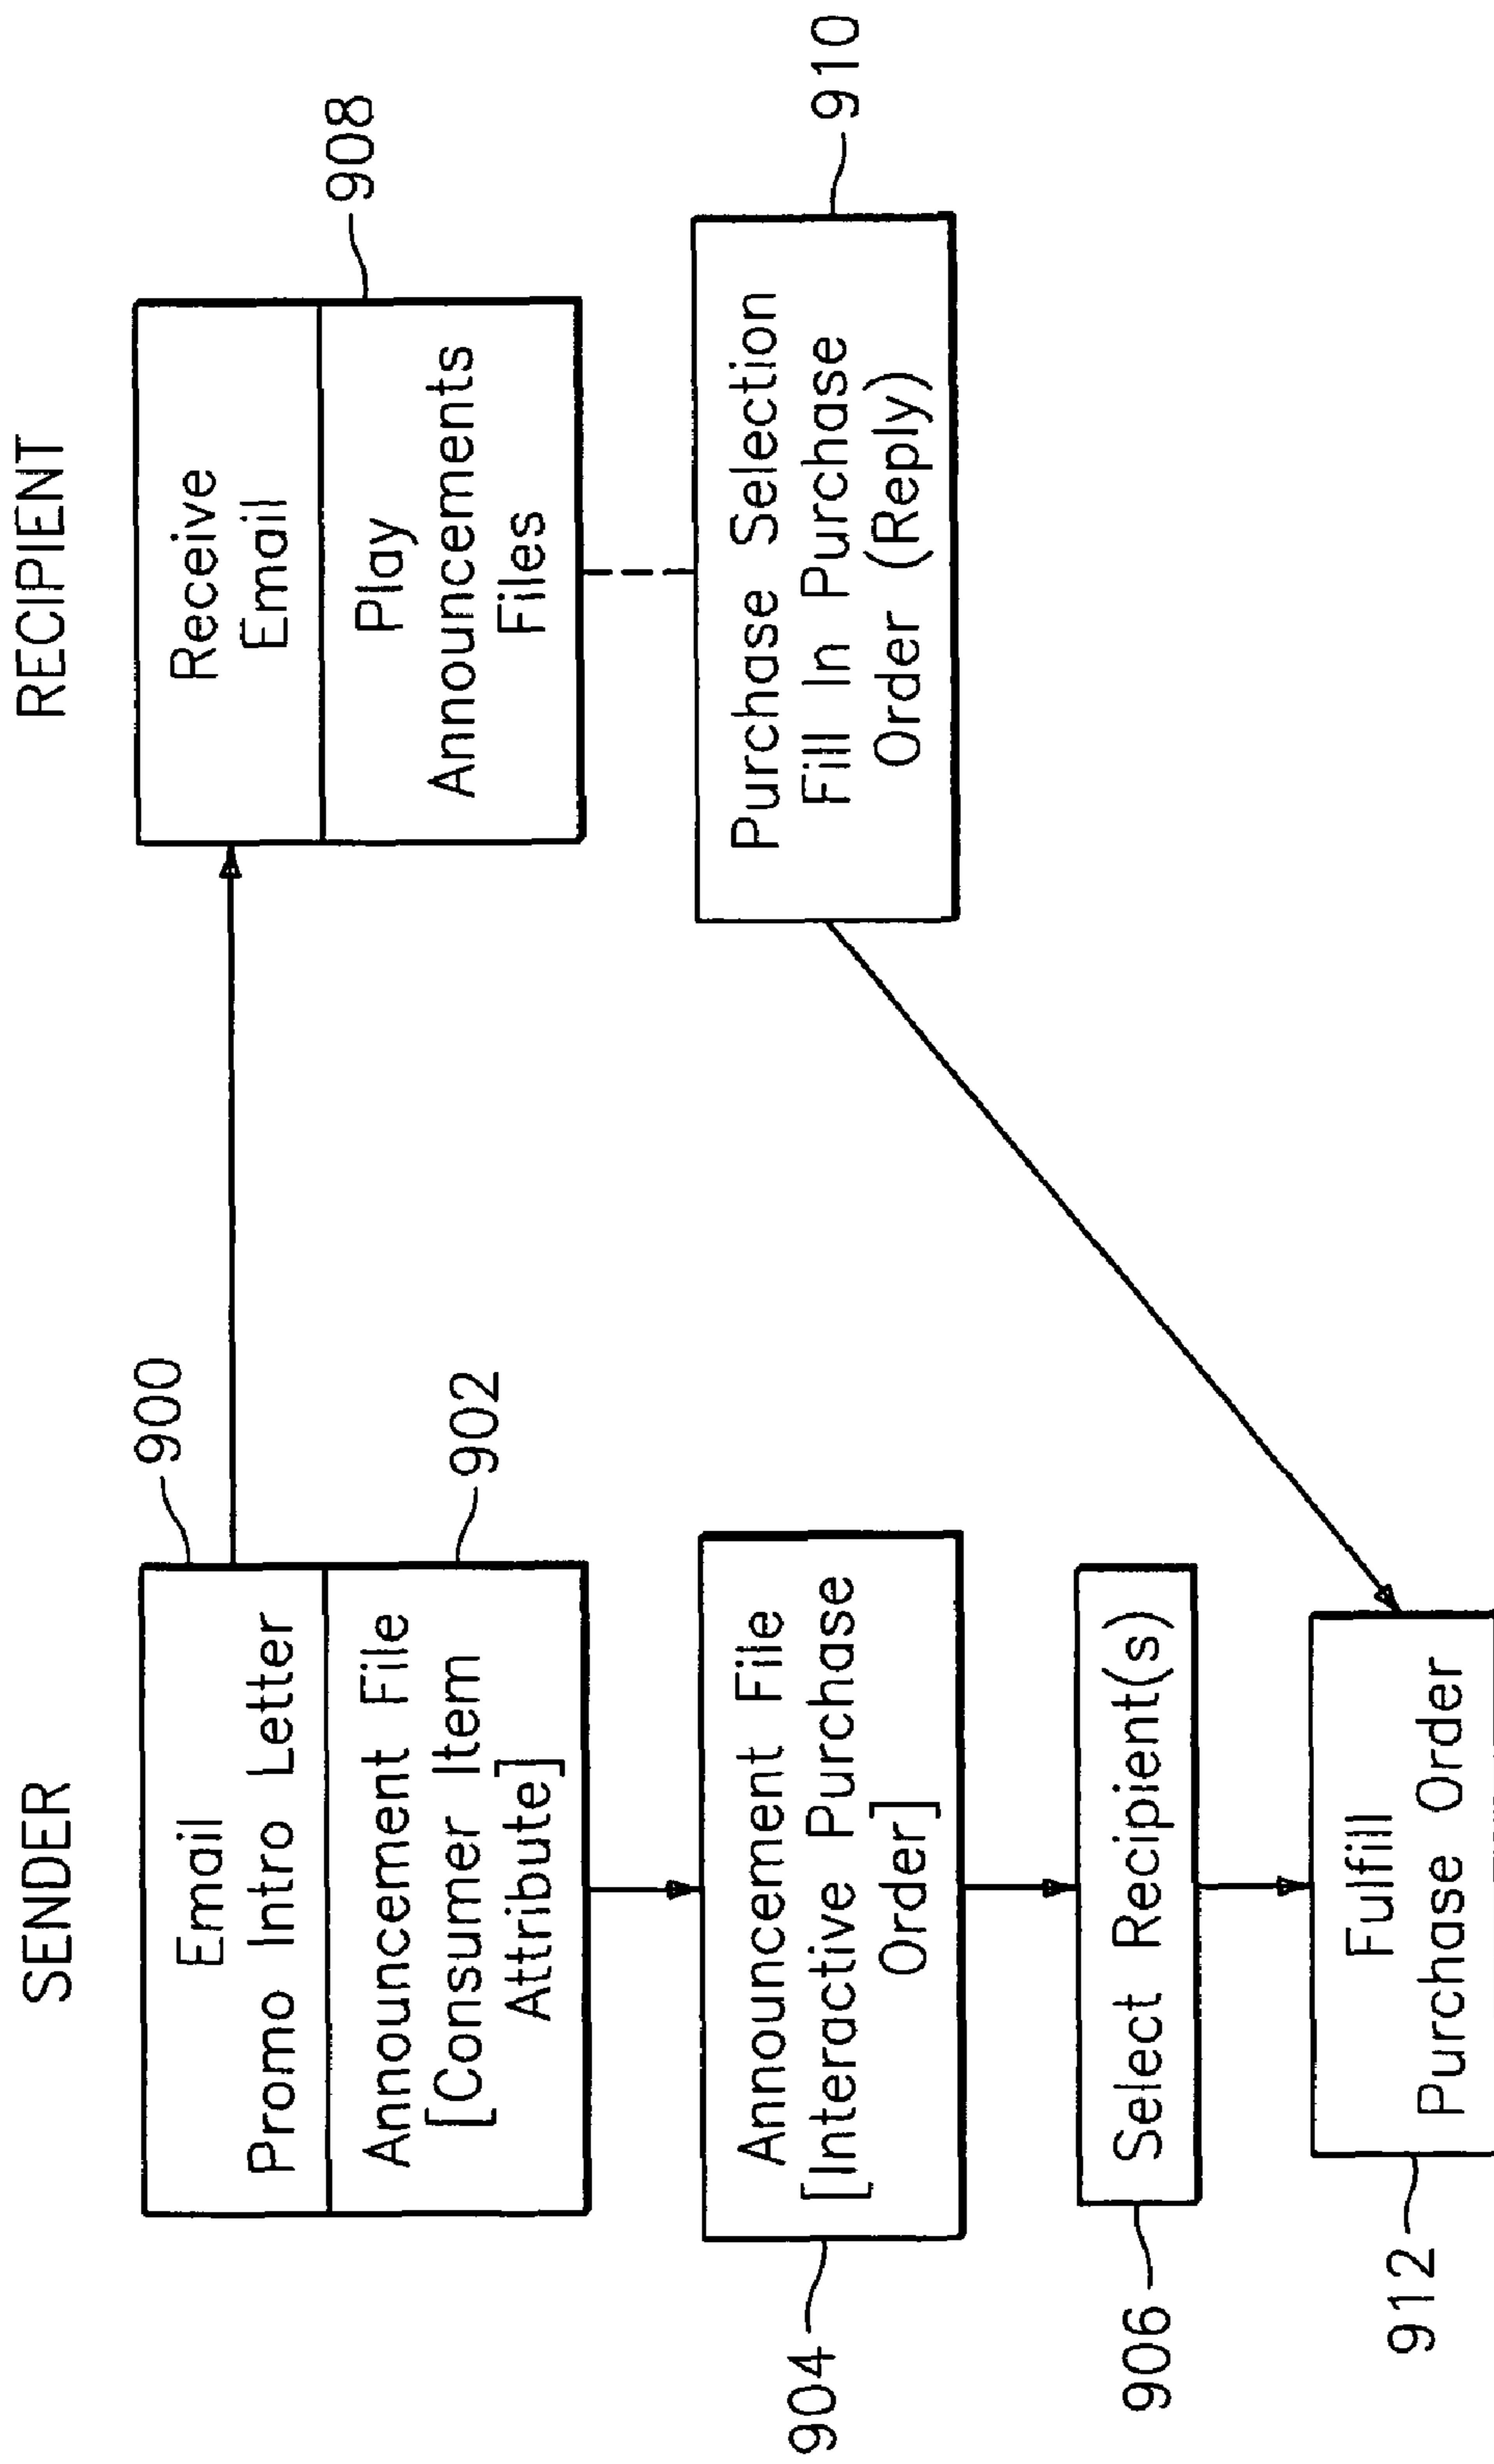 SENDER
RECIPIENT
900
Email
Promo Intro Letter
902
Announcement File
[Consumer Item
Attribute]
Receive
Email
908
Play
Announcements
Files
904
Announcement File
[Interactive Purchase
Order]
Purchase Selection
Fill In Purchase
Order (Reply)
910
906
Select Recipient(s)
912
Fulfill
Purchase Order